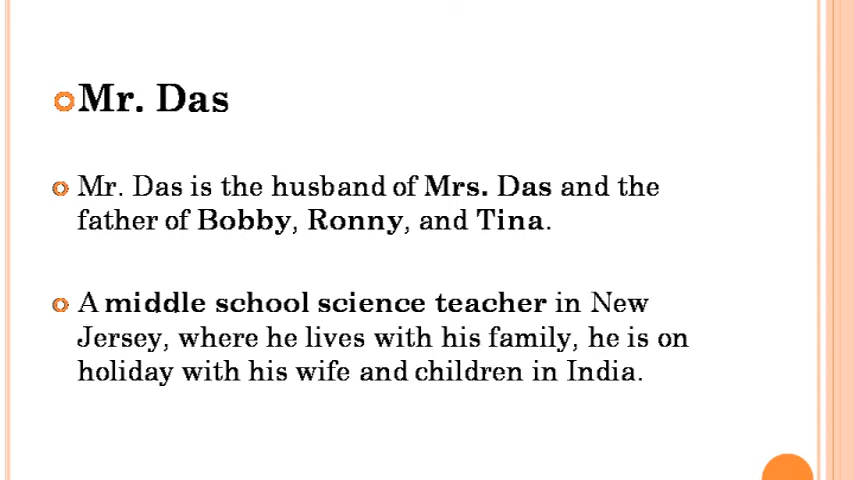 Mr. Das
Mr. Das is the husband of Mrs. Das and the
father of Bobby, Ronny, and Tina.
A middle school science teacher in New
Jersey, where he lives with his family, he is on
holiday with his wife and children in India.